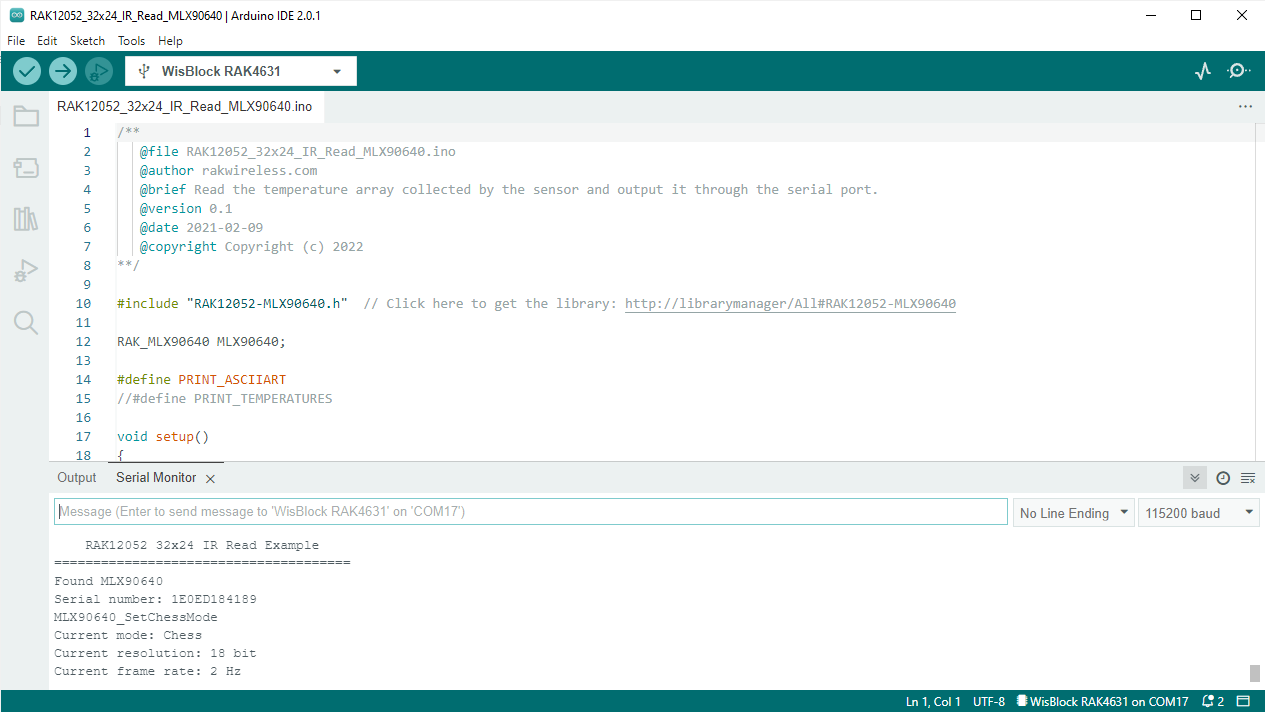 RAK12052_32x24_IR_Read_MLX90640 | Arduino IDE 2.0.1
File Edit Sketch Tools Help
WisBlock RAK4631
RAK12052_32x24_IR_Read_MLX90640.ino
1 /**
2 @file RAK12052_32x24_IR_Read_MLX90640.ino
3 @author rakwireless.com
4 @brief Read the temperature array collected by the sensor and output it through the serial port.
5 @version 0.1
6 @date 2021-02-09
7 @copyright Copyright (c) 2022
8 **/
9
10 #include "RAK12052-MLX90640.h" // Click here to get the library: http://librarymanager/All#RAK12052-MLX90640
11
12 RAK_MLX90640 MLX90640;
13
14 #define PRINT_ASCIIART
15 //#define PRINT_TEMPERATURES
16
17 void setup()
18 {
Output Serial Monitor
Message (Enter to send message to 'WisBlock RAK4631' on 'COM17')
No Line Ending 115200 baud
RAK12052 32x24 IR Read Example
======================================
Found MLX90640
Serial number: 1E0ED184189
MLX90640_SetChessMode
Current mode: Chess
Current resolution: 18 bit
Current frame rate: 2 Hz
Ln 1, Col 1 UTF-8 WisBlock RAK4631 on COM17 2